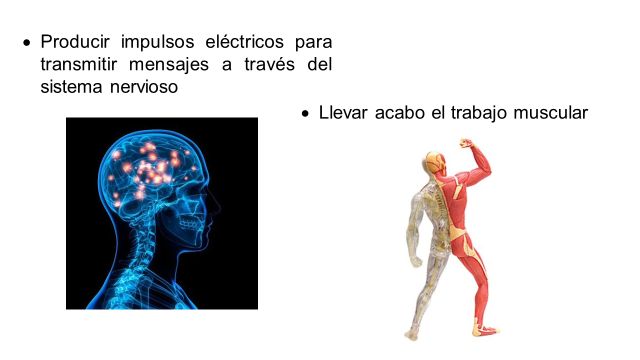 • Producir impulsos eléctricos para
transmitir mensajes a través del
sistema nervioso
• Llevar acabo el trabajo muscular